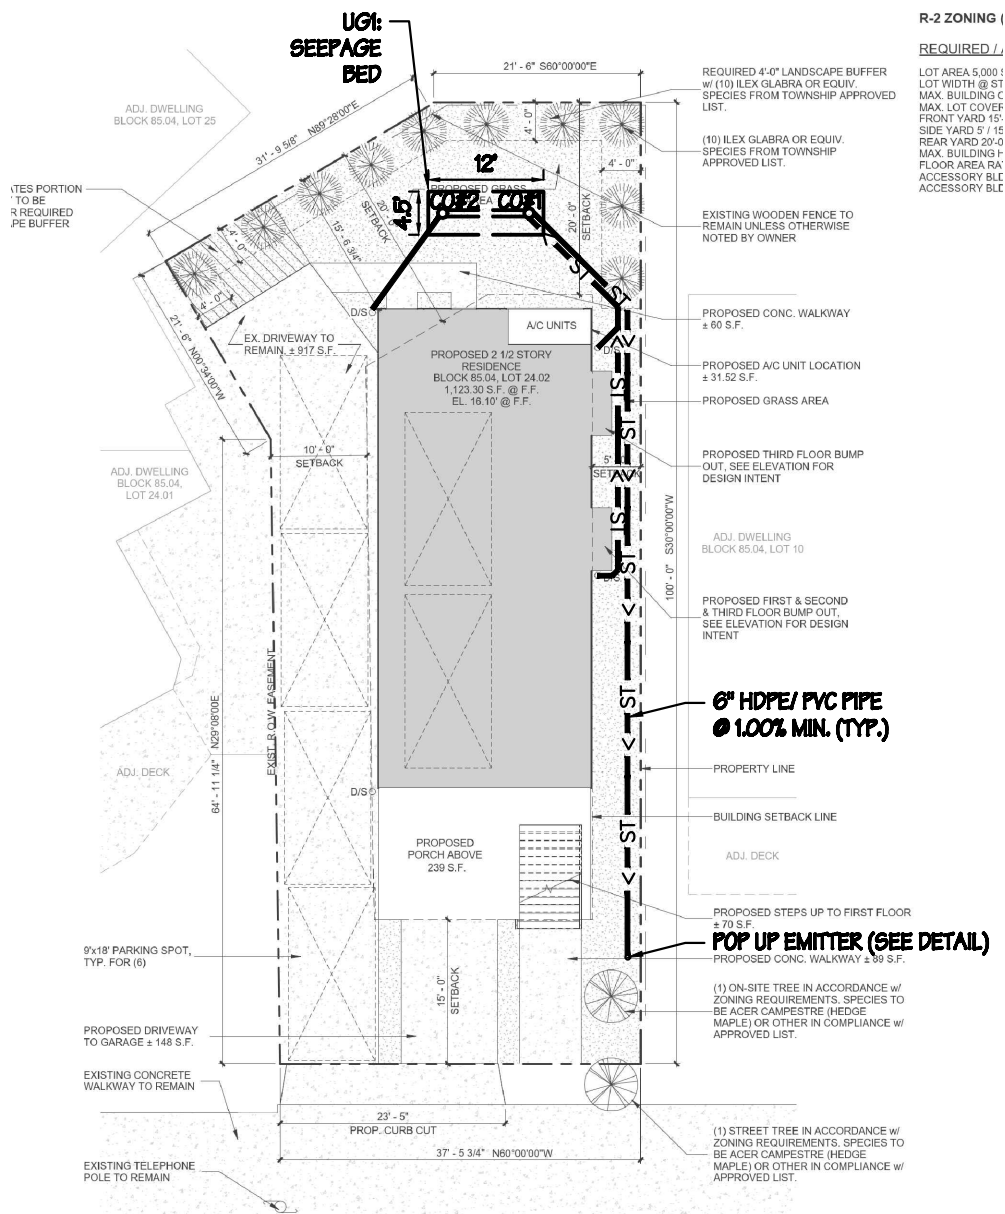 UG1:
SEEPAGE
BED
R-2 ZONING (
REQUIRED / A
LOT AREA 5,000 S
LOT WIDTH @ ST
MAX. BUILDING C
MAX. LOT COVER
FRONT YARD 15'-
SIDE YARD 5' / 15
REAR YARD 20'-0
MAX. BUILDING H
FLOOR AREA RA
ACCESSORY BLD
ACCESSORY BLD
21' - 6" S60°00'00"E
REQUIRED 4'-0" LANDSCAPE BUFFER
w/ (10) ILEX GLABRA OR EQUIV.
SPECIES FROM TOWNSHIP APPROVED
LIST.
(10) ILEX GLABRA OR EQUIV.
SPECIES FROM TOWNSHIP
APPROVED LIST.
EXISTING WOODEN FENCE TO
REMAIN UNLESS OTHERWISE
NOTED BY OWNER
PROPOSED CONC. WALKWAY
± 60 S.F.
PROPOSED A/C UNIT LOCATION
± 31.52 S.F.
PROPOSED GRASS AREA
PROPOSED THIRD FLOOR BUMP
OUT, SEE ELEVATION FOR
DESIGN INTENT
ADJ. DWELLING
BLOCK 85.04, LOT 10
PROPOSED FIRST & SECOND
& THIRD FLOOR BUMP OUT,
SEE ELEVATION FOR DESIGN
INTENT
6" HDPE/ PVC PIPE
@ 1.00% MIN. (TYP.)
PROPERTY LINE
BUILDING SETBACK LINE
ADJ. DECK
PROPOSED STEPS UP TO FIRST FLOOR
± 70 S.F.
POP UP EMITTER (SEE DETAIL)
PROPOSED CONC. WALKWAY ± 89 S.F.
(1) ON-SITE TREE IN ACCORDANCE w/
ZONING REQUIREMENTS. SPECIES TO
BE ACER CAMPESTRE (HEDGE
MAPLE) OR OTHER IN COMPLIANCE w/
APPROVED LIST.
(1) STREET TREE IN ACCORDANCE w/
ZONING REQUIREMENTS. SPECIES TO
BE ACER CAMPESTRE (HEDGE
MAPLE) OR OTHER IN COMPLIANCE w/
APPROVED LIST.
ADJ. DWELLING
BLOCK 85.04, LOT 25
31' - 9 5/8" N89°28'00"E
ATES PORTION
TO BE
R REQUIRED
PE BUFFER
4' - 0"
4' - 0"
4' - 0"
4' - 0"
12'
4.5'
PROPOSED GRASS
AREA
CO#2
CO#1
20' - 0"
SETBACK
20' - 0"
SETBACK
15' - 6 3/4"
21' - 6" N00°34'00"W
D/S
A/C UNITS
D/S
EX. DRIVEWAY TO
REMAIN. ± 917 S.F.
PROPOSED 2 1/2 STORY
RESIDENCE
BLOCK 85.04, LOT 24.02
1,123.30 S.F. @ F.F.
EL. 16.10' @ F.F.
10' - 9"
SETBACK
5'
SETBACK
ST
ST
ST
ST
ST
ST
ST
ST
ST
ST
D/S
100' - 0" S30°00'00"W
ADJ. DWELLING
BLOCK 85.04,
LOT 24.01
EXIST. R.O.W EASEMENT
64' - 11 1/4" N29°08'00"E
ADJ. DECK
D/S
PROPOSED
PORCH ABOVE
239 S.F.
9'x18' PARKING SPOT,
TYP. FOR (6)
15' - 0"
SETBACK
PROPOSED DRIVEWAY
TO GARAGE ± 148 S.F.
EXISTING CONCRETE
WALKWAY TO REMAIN
23' - 5"
PROP. CURB CUT
37' - 5 3/4" N60°00'00"W
EXISTING TELEPHONE
POLE TO REMAIN